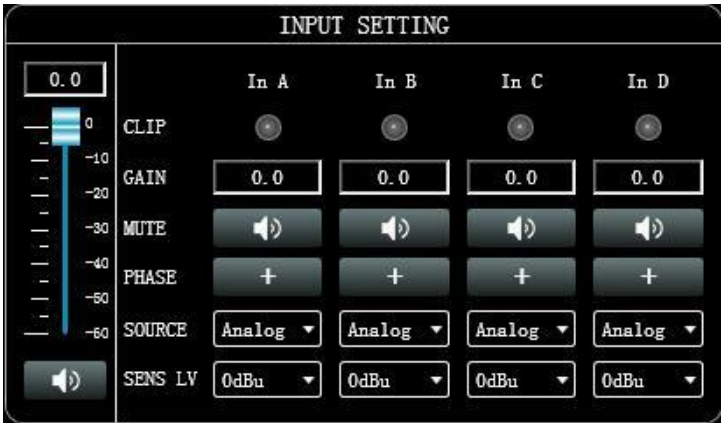 INPUT SETTING
0.0
In A In B In C In D
0
CLIP
-10
GAIN 0.0 0.0 0.0 0.0
-20
-30
MUTE
-40
PHASE + + + +
-50
-60
SOURCE Analog Analog Analog Analog
SENS LV 0dBu 0dBu 0dBu 0dBu